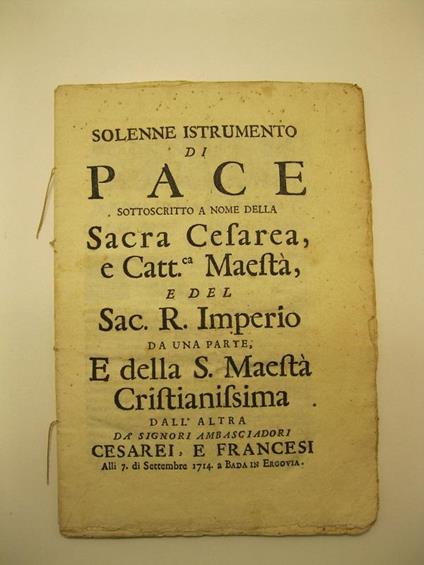 SOLENNE ISTRUMENTO
DI
PACE
SOTTOSCRITTO A NOME DELLA
Sacra Ceſarea,
e Catt.ca Maeſtà,
E DEL
Sac. R. Imperio
DA UNA PARTE,
E della S. Maeſtà
Criſtianiſsima
DALL' ALTRA
DA' SIGNORI AMBASCIADORI
CESAREI, E FRANCESI
Alli 7. di Settembre 1714. a BADA IN ERGOVIA.